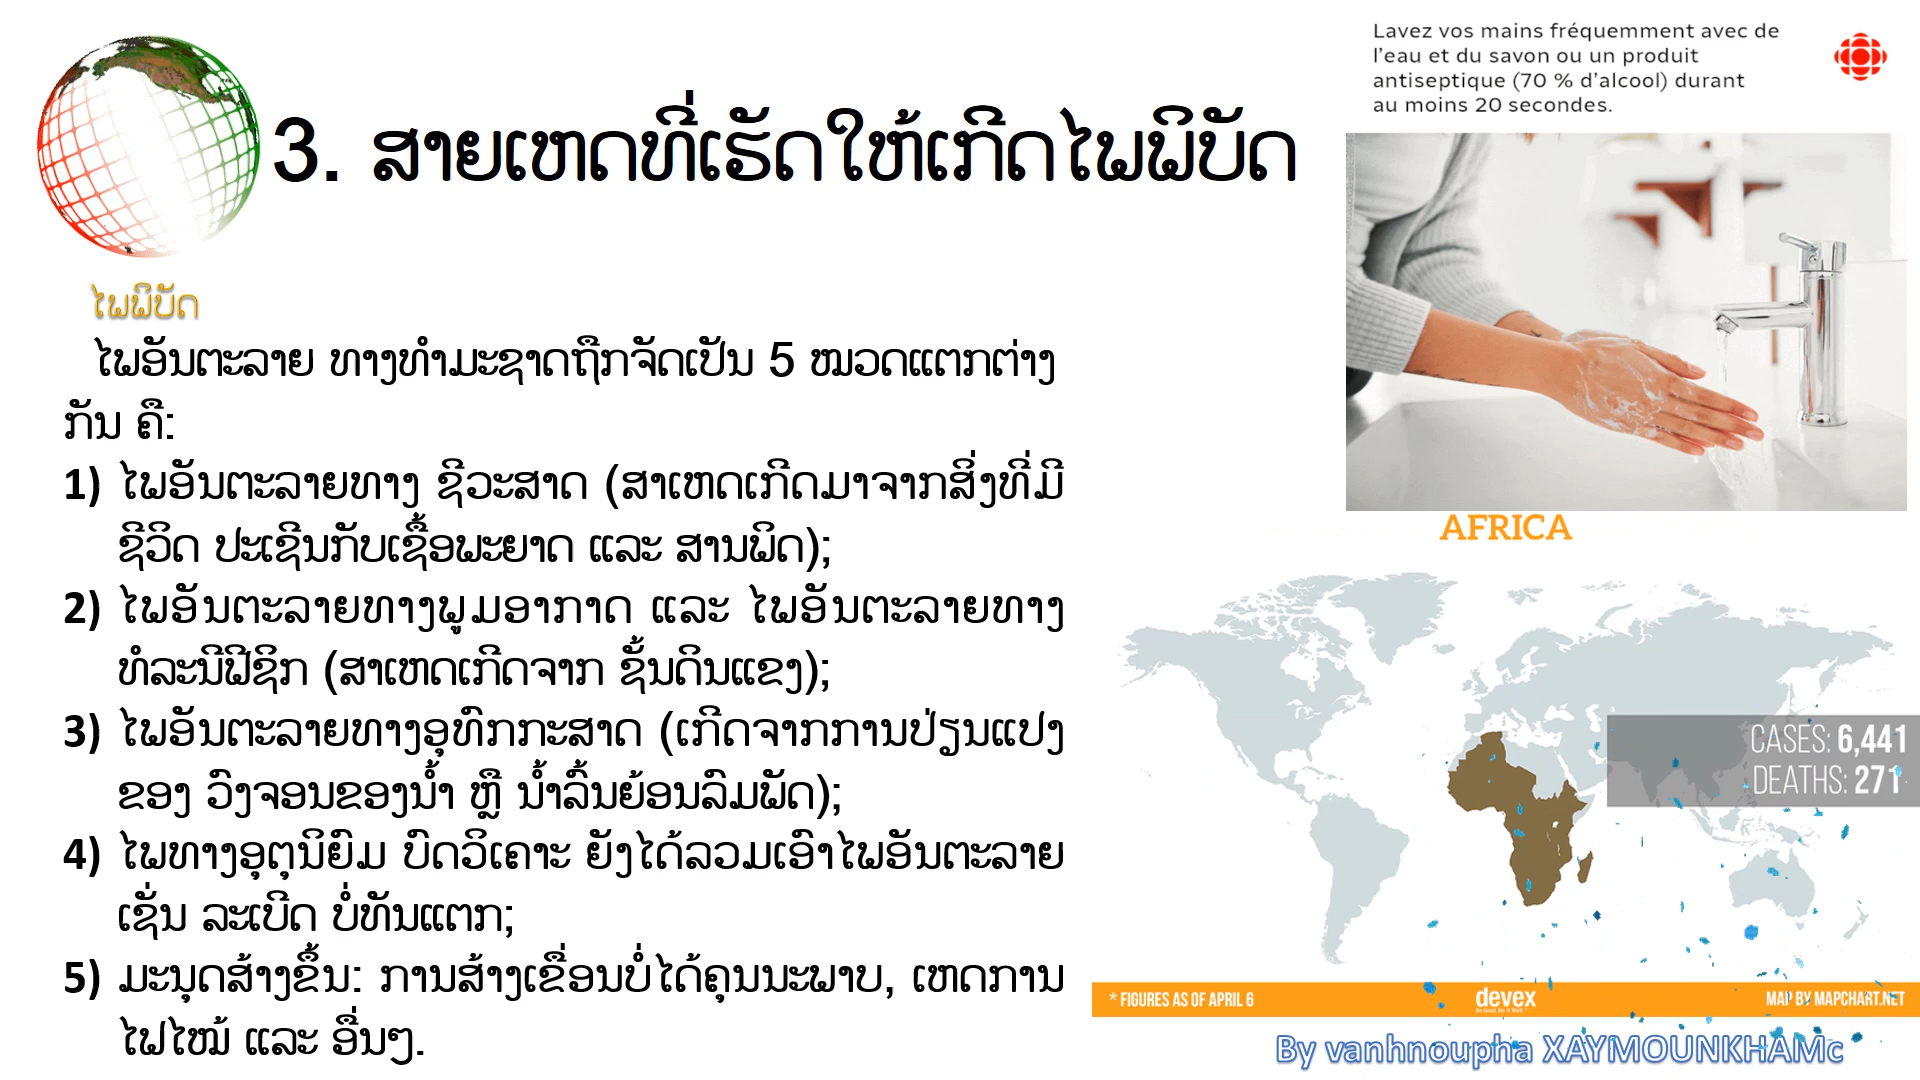 3. ສາຍເຫດທີ່ເຮັດໃຫ້ເກີດໄພພິບັດ
ໄພພິບັດ
ໄພອັນຕະລາຍ ທາງທຳມະຊາດຖືກຈັດເປັນ 5 ໝວດແຕກຕ່າງ
ກັນ ຄື:
1) ໄພອັນຕະລາຍທາງ ຊີວະສາດ (ສາເຫດເກີດມາຈາກສິ່ງທີ່ມີ
ຊີວິດ ປະເຊີນກັບເຊື້ອພະຍາດ ແລະ ສານພິດ);
2) ໄພອັນຕະລາຍທາງພູມອາກາດ ແລະ ໄພອັນຕະລາຍທາງ
ທໍລະນີຟີຊິກ (ສາເຫດເກີດຈາກ ຊັ້ນດິນແຂງ);
3) ໄພອັນຕະລາຍທາງອຸທົກກະສາດ (ເກີດຈາກການປ່ຽນແປງ
ຂອງ ວົງຈອນຂອງນ້ຳ ຫຼື ນ້ຳລົ້ນຍ້ອນລົມພັດ);
4) ໄພທາງອຸຕຸນິຍົມ ບົດວິເຄາະ ຍັງໄດ້ລວມເອົາໄພອັນຕະລາຍ
ເຊັ່ນ ລະເບີດ ບໍ່ທັນແຕກ;
5) ມະນຸດສ້າງຂຶ້ນ: ການສ້າງເຂື່ອນບໍ່ໄດ້ຄຸນນະພາບ, ເຫດການ
ໄຟໄໝ້ ແລະ ອື່ນໆ.
Lavez vos mains fréquemment avec de
l'eau et du savon ou un produit
antiseptique (70 % d'alcool) durant
au moins 20 secondes.
AFRICA
CASES: 6,441
DEATHS: 271
* FIGURES AS OF APRIL 6
devex
MAP BY MAPCHART.NET
By vanhnoupha XAYMOUNKHAMc